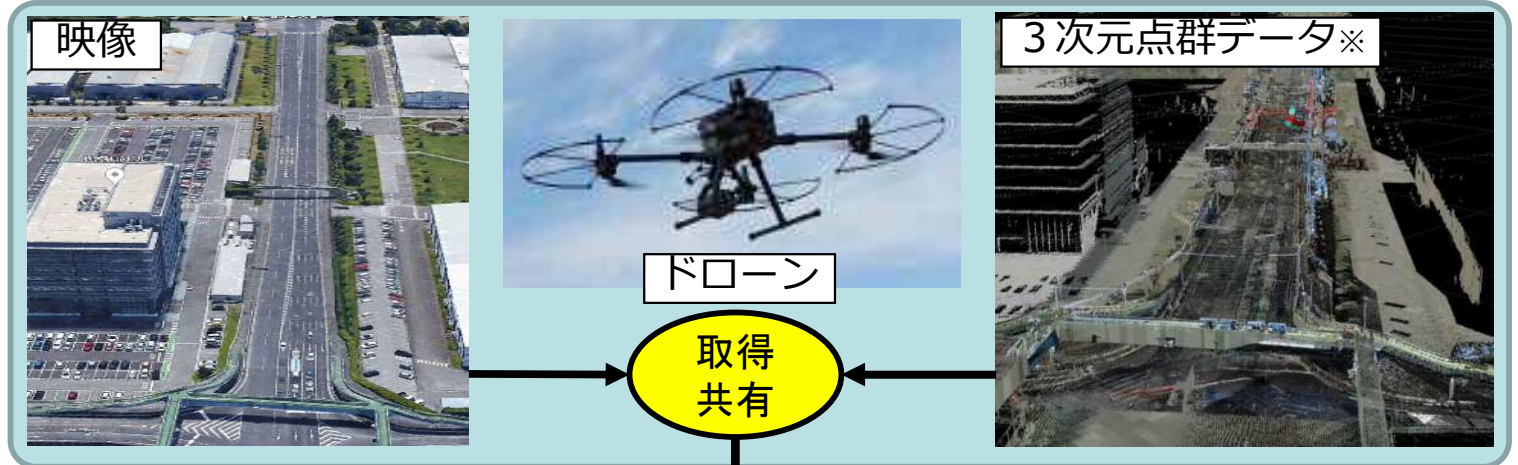 映像
ドローン
３次元点群データ※
取得
共有